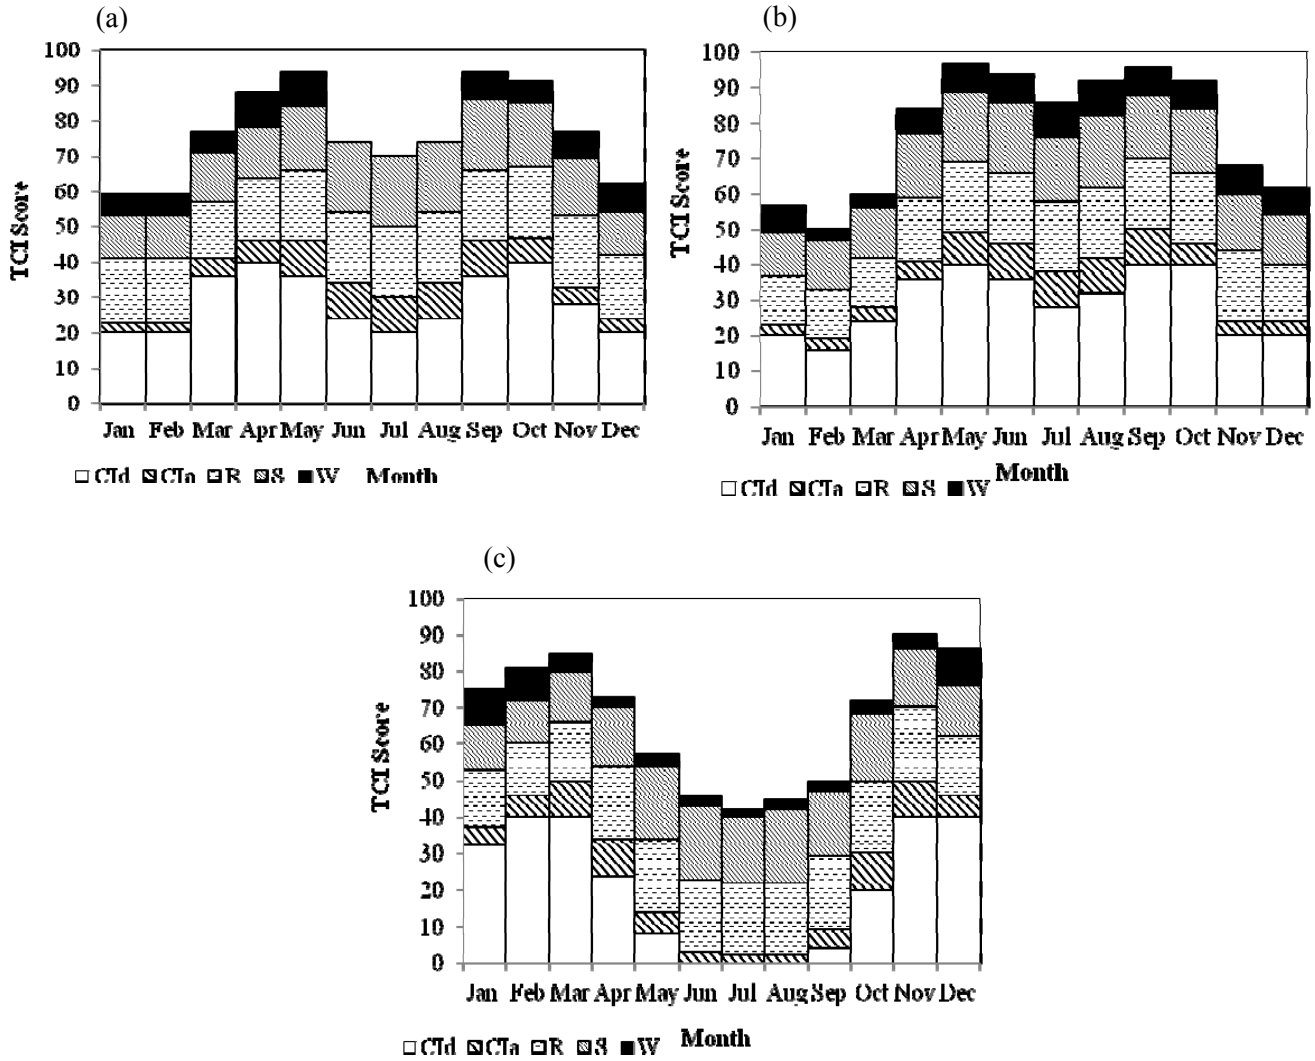 (a)
100
90
80
70
60
50
40
30
20
10
0
TCI Score
Jan Feb Mar Apr May Jun Jul Aug Sep Oct Nov Dec
CId CIa R S W Month
(b)
100
90
80
70
60
50
40
30
20
10
0
TCI Score
Jan Feb Mar Apr May Jun Jul Aug Sep Oct Nov Dec
Month
CId CIa R S W
(c)
100
90
80
70
60
50
40
30
20
10
0
TCI Score
Jan Feb Mar Apr May Jun Jul Aug Sep Oct Nov Dec
CId CIa R S W Month